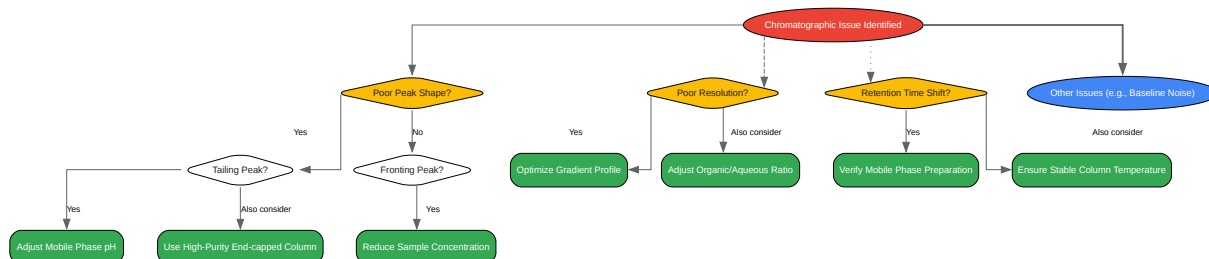 Chromatographic Issue Identified
Poor Peak Shape?
Poor Resolution?
Retention Time Shift?
Other Issues (e.g., Baseline Noise)
Yes
No
Yes
Also consider
Yes
Also consider
Tailing Peak?
Fronting Peak?
Optimize Gradient Profile
Adjust Organic/Aqueous Ratio
Verify Mobile Phase Preparation
Ensure Stable Column Temperature
Yes
Also consider
Yes
Adjust Mobile Phase pH
Use High-Purity End-capped Column
Reduce Sample Concentration